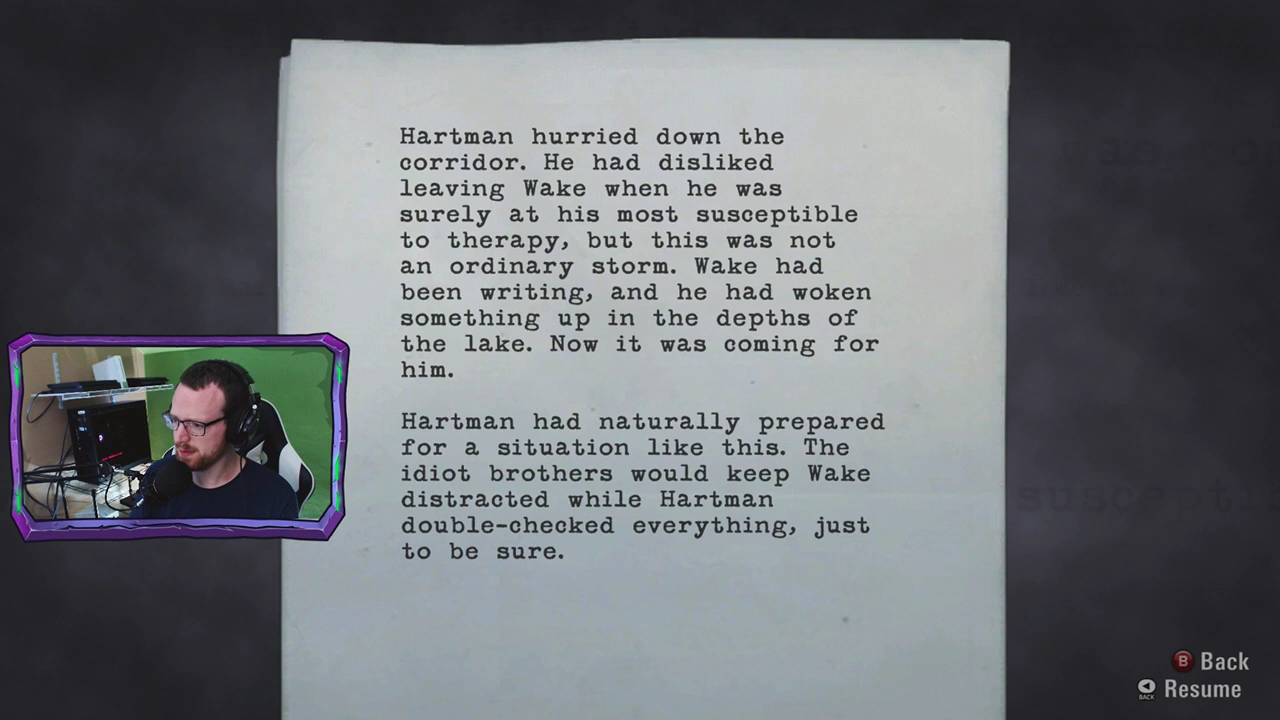 Hartman hurried down the
corridor. He had disliked
leaving Wake when he was
surely at his most susceptible
to therapy, but this was not
an ordinary storm. Wake had
been writing, and he had woken
something up in the depths of
the lake. Now it was coming for
him.
Hartman had naturally prepared
for a situation like this. The
idiot brothers would keep Wake
distracted while Hartman
double-checked everything, just
to be sure.
B Back
BACK Resume